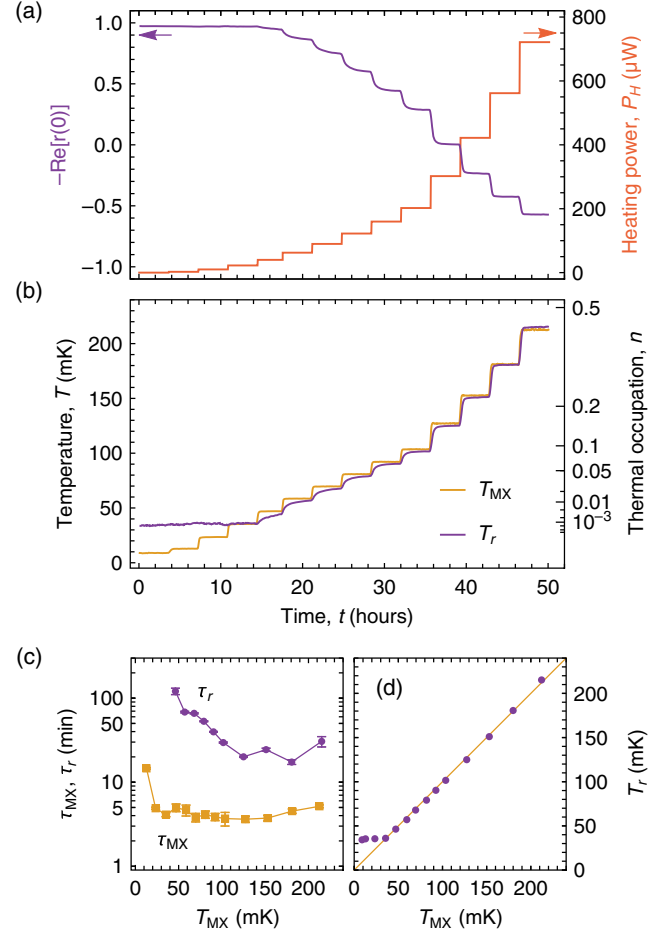 (a)
1.0
0.5
0.0
−0.5
−1.0
−Re[r(0)]
800
600
400
200
0
Heating power, P_H (µW)
(b)
200
150
100
50
0
Temperature, T (mK)
0.5
0.2
0.1
0.05
0.01
10⁻³
Thermal occupation, n
T_MX
T_r
0 10 20 30 40 50
Time, t (hours)
(c)
100
50
10
5
1
τ_MX, τ_r (min)
τ_r
τ_MX
0 50 100 150 200
T_MX (mK)
(d)
200
150
100
50
0
T_r (mK)
0 50 100 150 200
T_MX (mK)